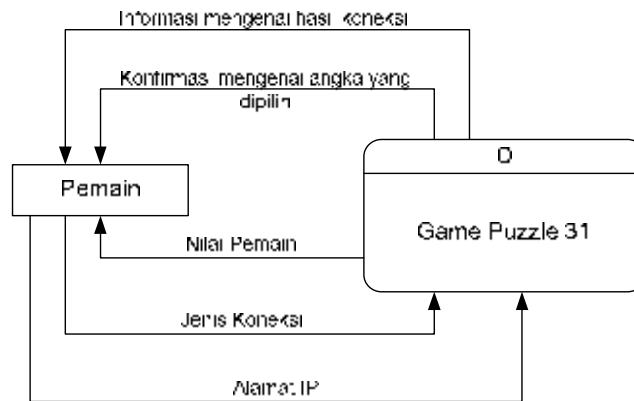 Informasi mengenai hasi koneksi
Konfirmasi mengenai angka yang
dipilih
0
Pemain
Game Puzzle 31
Nilai Pemain
Jenis Koneksi
Alamat IP